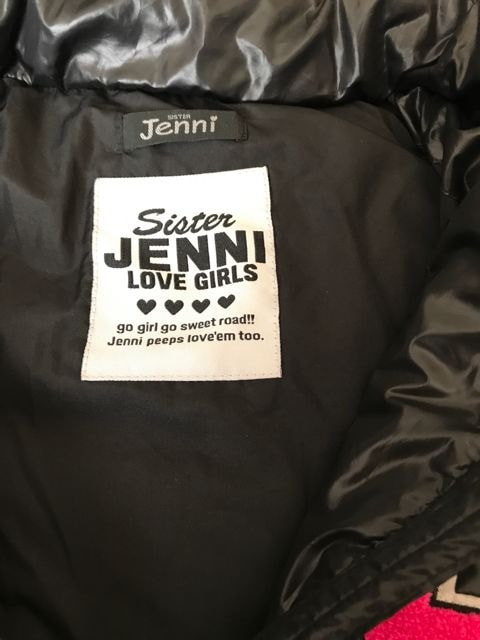 SISTER
Jenni
Sister
JENNI
LOVE GIRLS
go girl go sweet road!!
Jenni peeps love'em too.